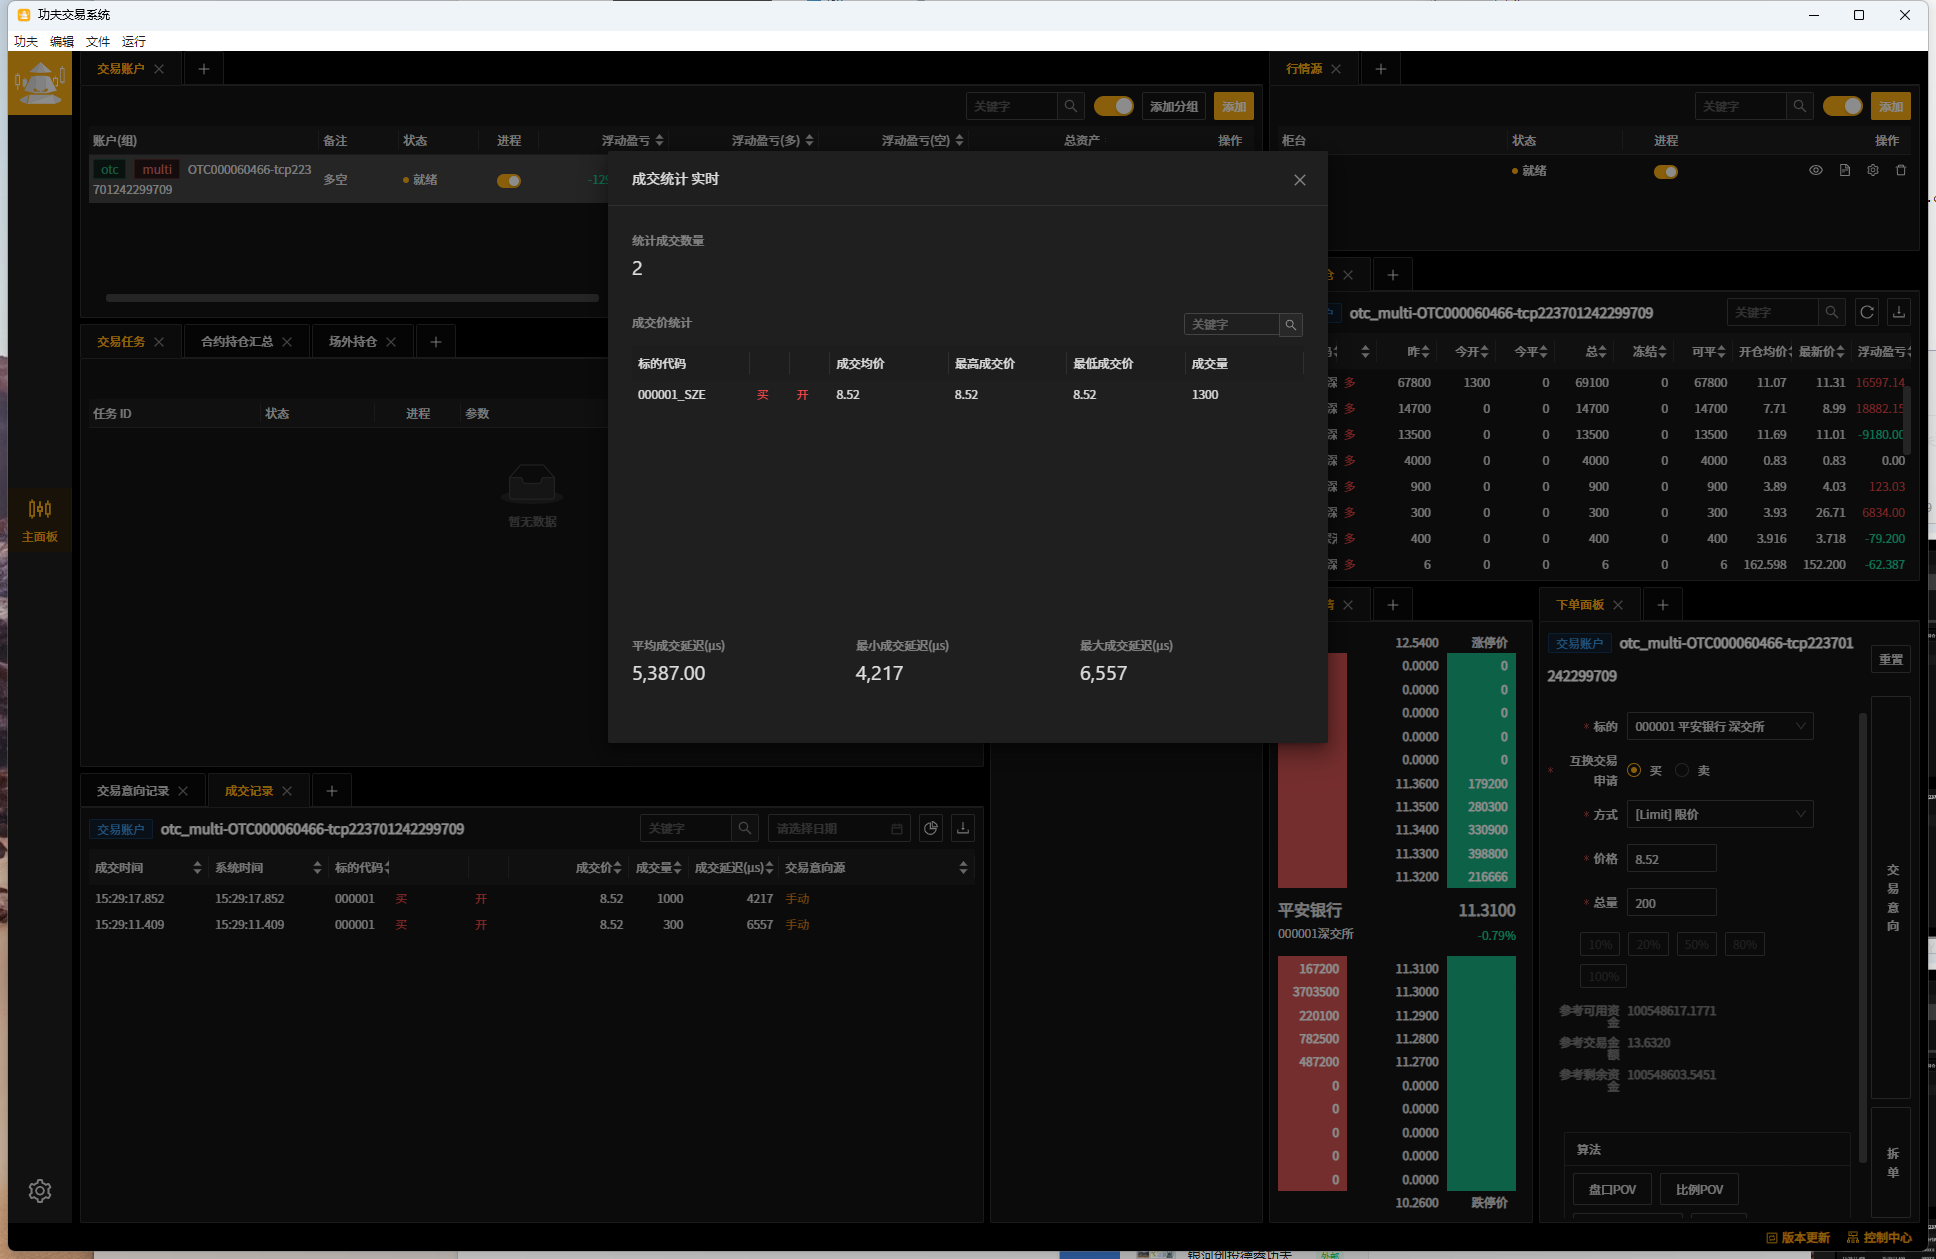 功夫交易系统
功夫 编辑 文件 运行
交易账户
关键字 添加分组 添加
账户(组) 备注 状态 进程 浮动盈亏 浮动盈亏(多) 浮动盈亏(空) 总资产 操作
otc multi OTC000060466-tcp223
701242299709 多空 就绪 -129
行情源
关键字 添加
柜台 状态 进程 操作
就绪
成交统计 实时
统计成交数量
2
成交价统计 关键字
标的代码 成交均价 最高成交价 最低成交价 成交量
000001_SZE 买 开 8.52 8.52 8.52 1300
平均成交延迟(μs) 最小成交延迟(μs) 最大成交延迟(μs)
5,387.00 4,217 6,557
otc_multi-OTC000060466-tcp223701242299709 关键字
昨 今开 今平 总 冻结 可平 开仓均价 最新价 浮动盈亏
深 多 67800 1300 0 69100 0 67800 11.07 11.31 16597.14
深 多 14700 0 0 14700 0 14700 7.71 8.99 18882.15
深 多 13500 0 0 13500 0 13500 11.69 11.01 -9180.00
深 多 4000 0 0 4000 0 4000 0.83 0.83 0.00
深 多 900 0 0 900 0 900 3.89 4.03 123.03
深 多 300 0 0 300 0 300 3.93 26.71 6834.00
多 400 0 0 400 0 400 3.916 3.718 -79.200
深 多 6 0 0 6 0 6 162.598 152.200 -62.387
交易任务 合约持仓汇总 场外持仓
任务 ID 状态 进程 参数
暂无数据
主面板
交易意向记录 成交记录
交易账户 otc_multi-OTC000060466-tcp223701242299709 关键字 请选择日期
成交时间 系统时间 标的代码 成交价 成交量 成交延迟(μs) 交易意向源
15:29:17.852 15:29:17.852 000001 买 开 8.52 1000 4217 手动
15:29:11.409 15:29:11.409 000001 买 开 8.52 300 6557 手动
12.5400 涨停价
0.0000 0
0.0000 0
0.0000 0
0.0000 0
0.0000 0
11.3600 179200
11.3500 280300
11.3400 330900
11.3300 398800
11.3200 216666
平安银行 11.3100
000001深交所 -0.79%
167200 11.3100
3703500 11.3000
220100 11.2900
782500 11.2800
487200 11.2700
0 0.0000
0 0.0000
0 0.0000
0 0.0000
0 0.0000
10.2600 跌停价
下单面板
交易账户 otc_multi-OTC000060466-tcp223701
242299709
重置
* 标的 000001 平安银行 深交所
* 互换交易
申请 买 卖
* 方式 [Limit] 限价
* 价格 8.52
* 总量 200
10% 20% 50% 80%
100%
参考可用资
金 100548617.1771
参考交易金
额 13.6320
参考剩余资
金 100548603.5451
交易意向
算法
盘口POV 比例POV
拆单
版本更新 控制中心